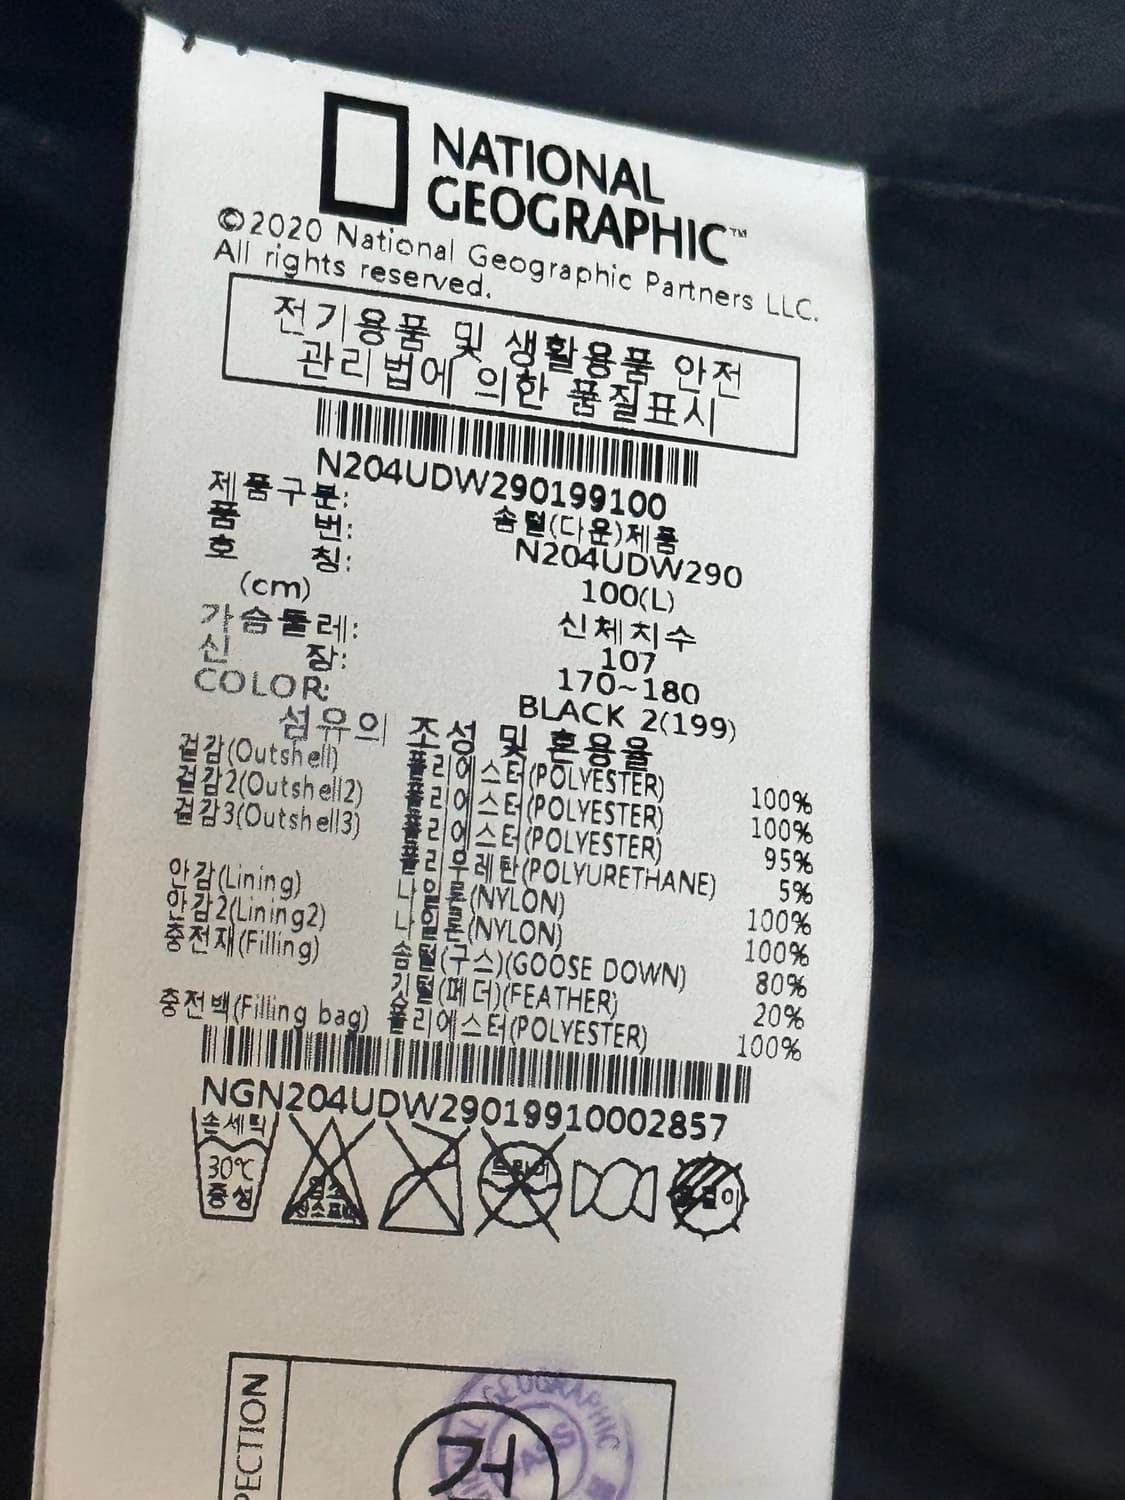 NATIONAL
GEOGRAPHIC™
©2020 National Geographic Partners LLC.
All rights reserved.
전기용품 및 생활용품 안전
관리법에 의한 품질표시
N204UDW290199100
제품구분: 솜털(다운)제품
품 번: N204UDW290
호 칭: 100(L)
(cm) 신체치수
가슴둘레: 107
신 장: 170~180
COLOR: BLACK 2(199)
섬유의 조성 및 혼용율
겉감(Outshell) 폴리에스터(POLYESTER) 100%
겉감2(Outshell2) 폴리에스터(POLYESTER) 100%
겉감3(Outshell3) 폴리에스터(POLYESTER) 95%
폴리우레탄(POLYURETHANE) 5%
안감(Lining) 나일론(NYLON) 100%
안감2(Lining2) 나일론(NYLON) 100%
충전재(Filling) 솜털(구스)(GOOSE DOWN) 80%
깃털(페더)(FEATHER) 20%
충전백(Filling bag) 폴리에스터(POLYESTER) 100%
NGN204UDW29019910002857
손세탁
30℃
중성
드라이
PECTION
GEOGRAPHIC
PASS